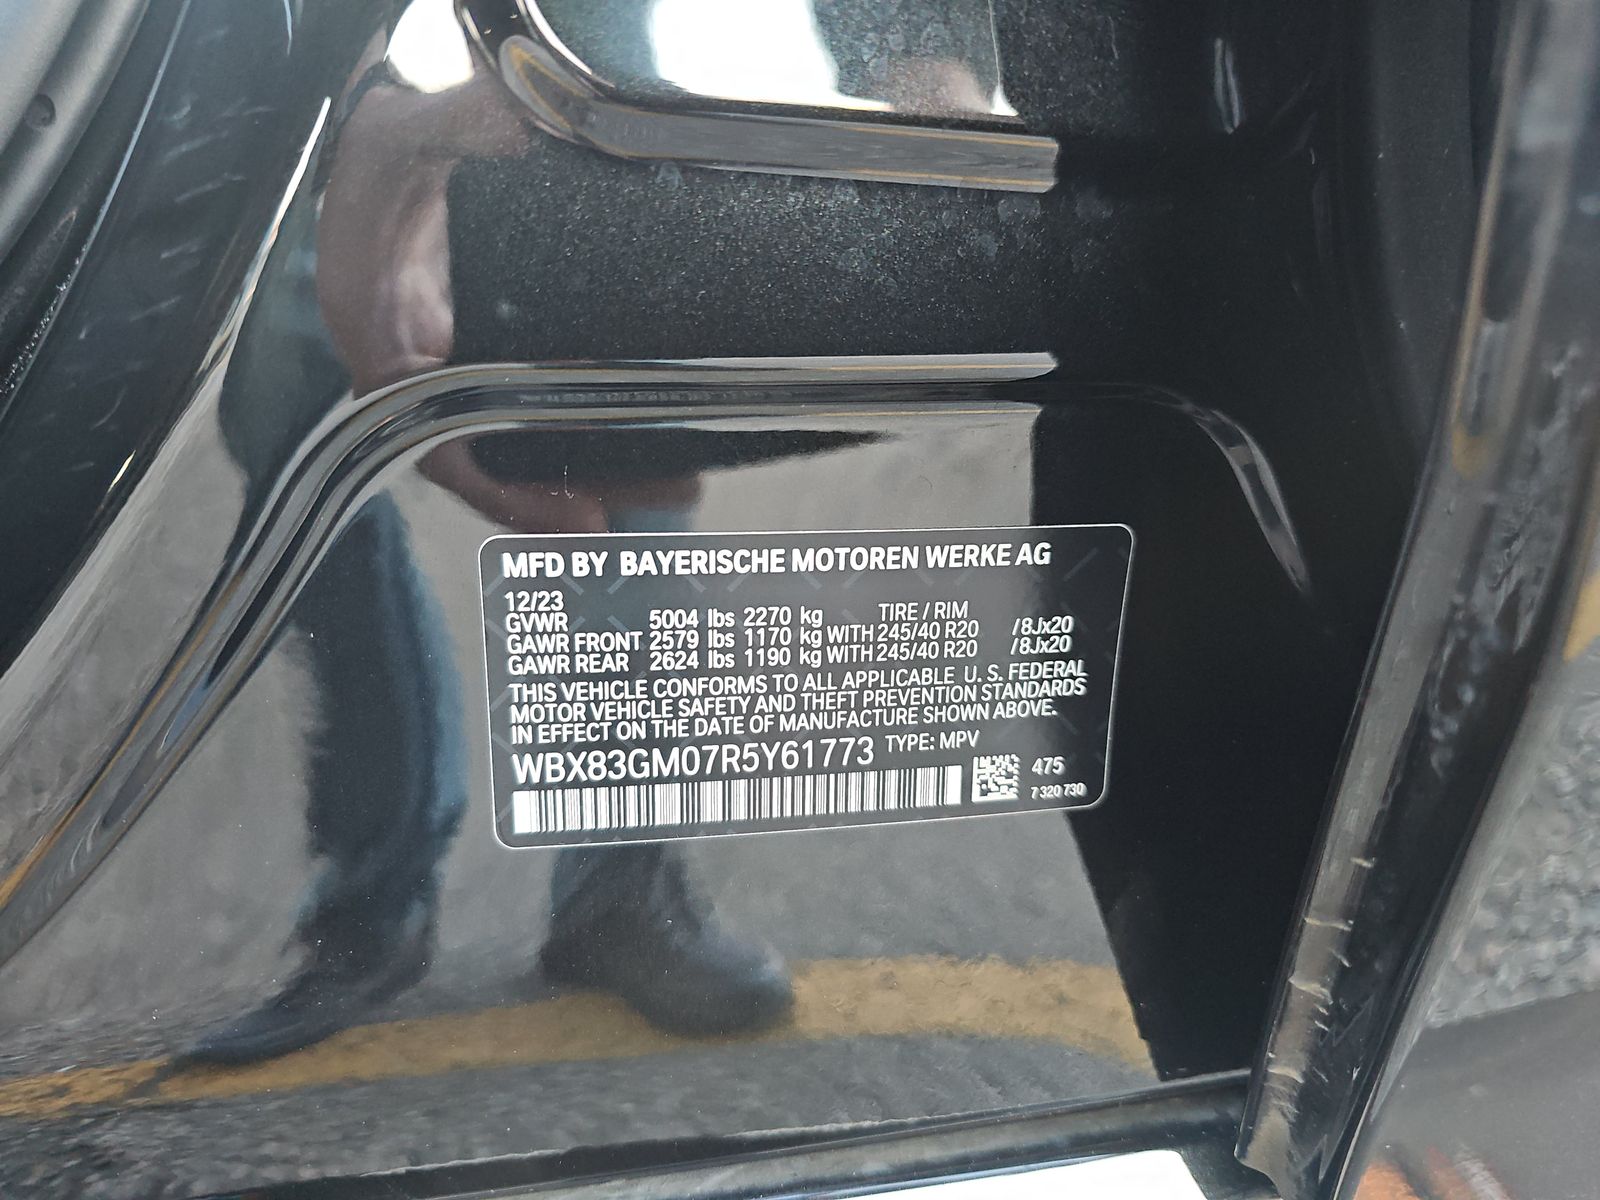 MFD BY BAYERISCHE MOTOREN WERKE AG
12/23
GVWR 5004 lbs 2270 kg TIRE / RIM
GAWR FRONT 2579 lbs 1170 kg WITH 245/40 R20 /8Jx20
GAWR REAR 2624 lbs 1190 kg WITH 245/40 R20 /8Jx20
THIS VEHICLE CONFORMS TO ALL APPLICABLE U. S. FEDERAL
MOTOR VEHICLE SAFETY AND THEFT PREVENTION STANDARDS
IN EFFECT ON THE DATE OF MANUFACTURE SHOWN ABOVE.
WBX83GM07R5Y61773 TYPE: MPV
475
7 320 730